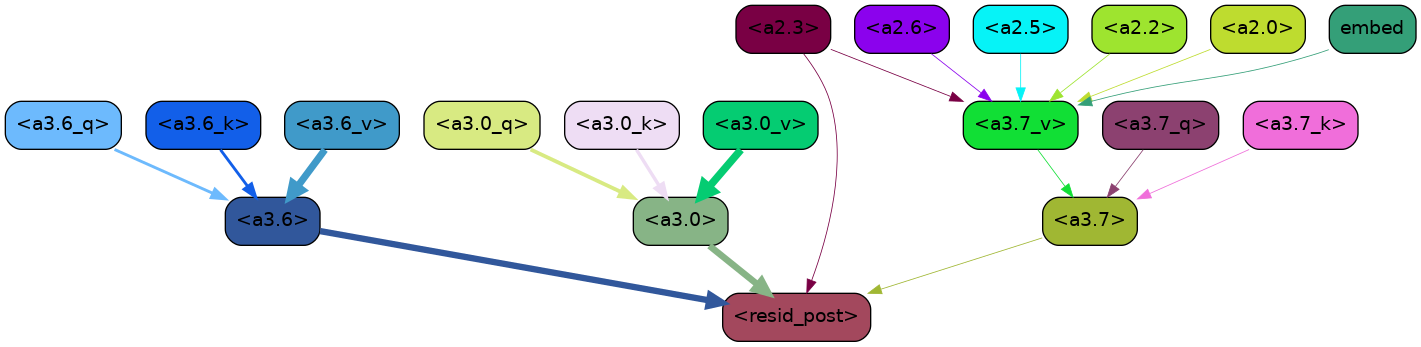 <a2.3> <a2.6> <a2.5> <a2.2> <a2.0> embed
<a3.6_q> <a3.6_k> <a3.6_v> <a3.0_q> <a3.0_k> <a3.0_v> <a3.7_v> <a3.7_q> <a3.7_k>
<a3.6> <a3.0> <a3.7>
<resid_post>